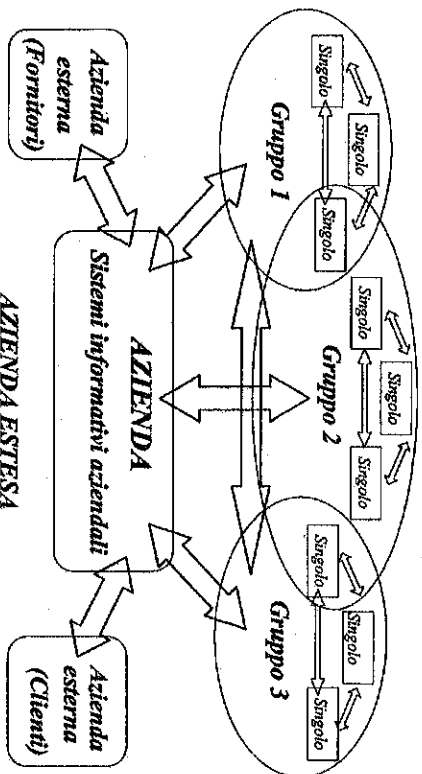 Singolo
Singolo
Singolo
Gruppo 1
Singolo
Singolo
Singolo
Gruppo 2
Singolo
Singolo
Singolo
Gruppo 3
AZIENDA
Sistemi informativi aziendali
Azienda
esterna
(Fornitori)
Azienda
esterna
(Clienti)
AZIENDA ESTESA